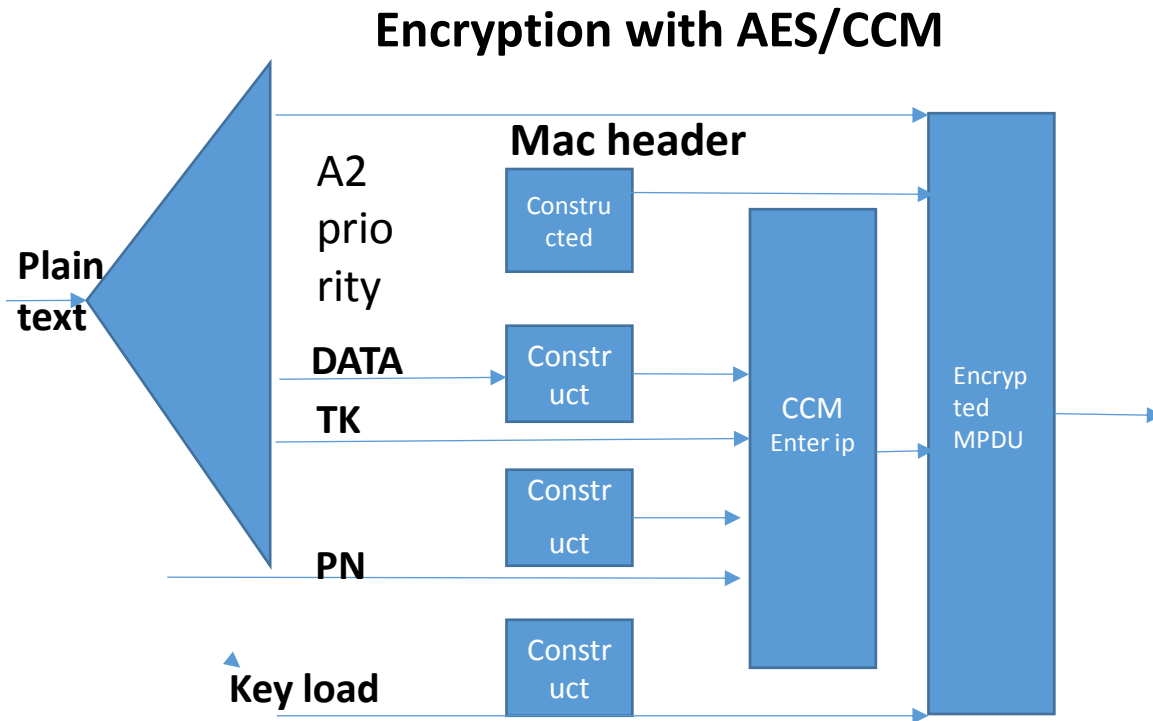 Encryption with AES/CCM
Mac header
A2
prio
rity
Constru
cted
Plain
text
DATA
Constr
uct
TK
CCM
Enter ip
Encryp
ted
MPDU
Constr
uct
PN
Constr
uct
Key load